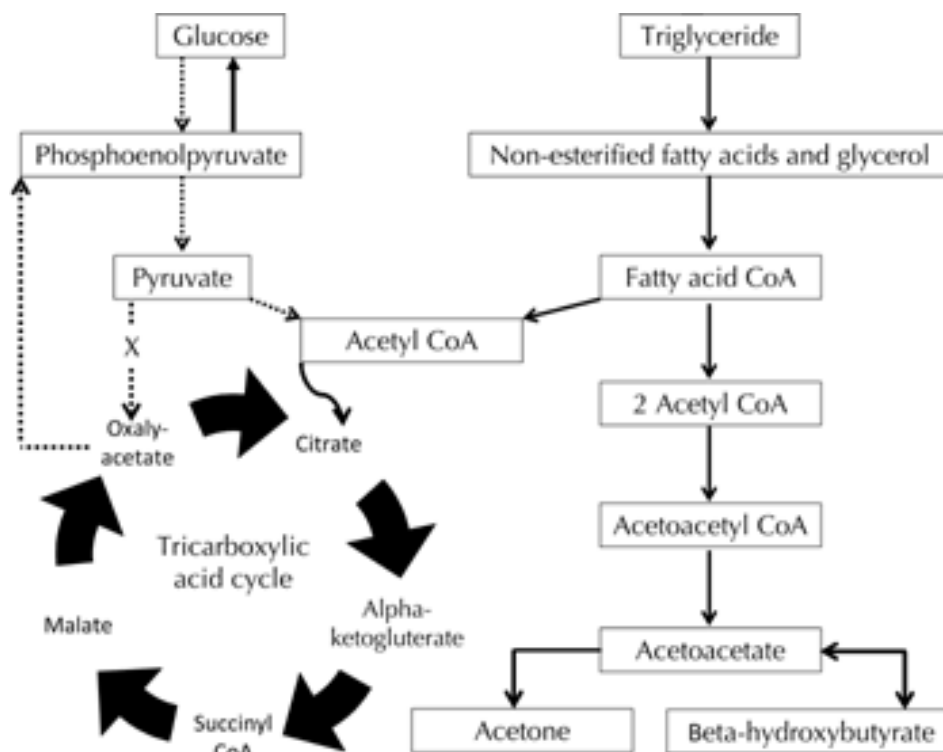 Glucose
Triglyceride
Phosphoenolpyruvate
Non-esterified fatty acids and glycerol
Pyruvate
Fatty acid CoA
X
Acetyl CoA
2 Acetyl CoA
Oxaly-
acetate
Citrate
Acetoacetyl CoA
Tricarboxylic
acid cycle
Malate
Alpha-
ketogluterate
Acetoacetate
Succinyl
CoA
Acetone
Beta-hydroxybutyrate